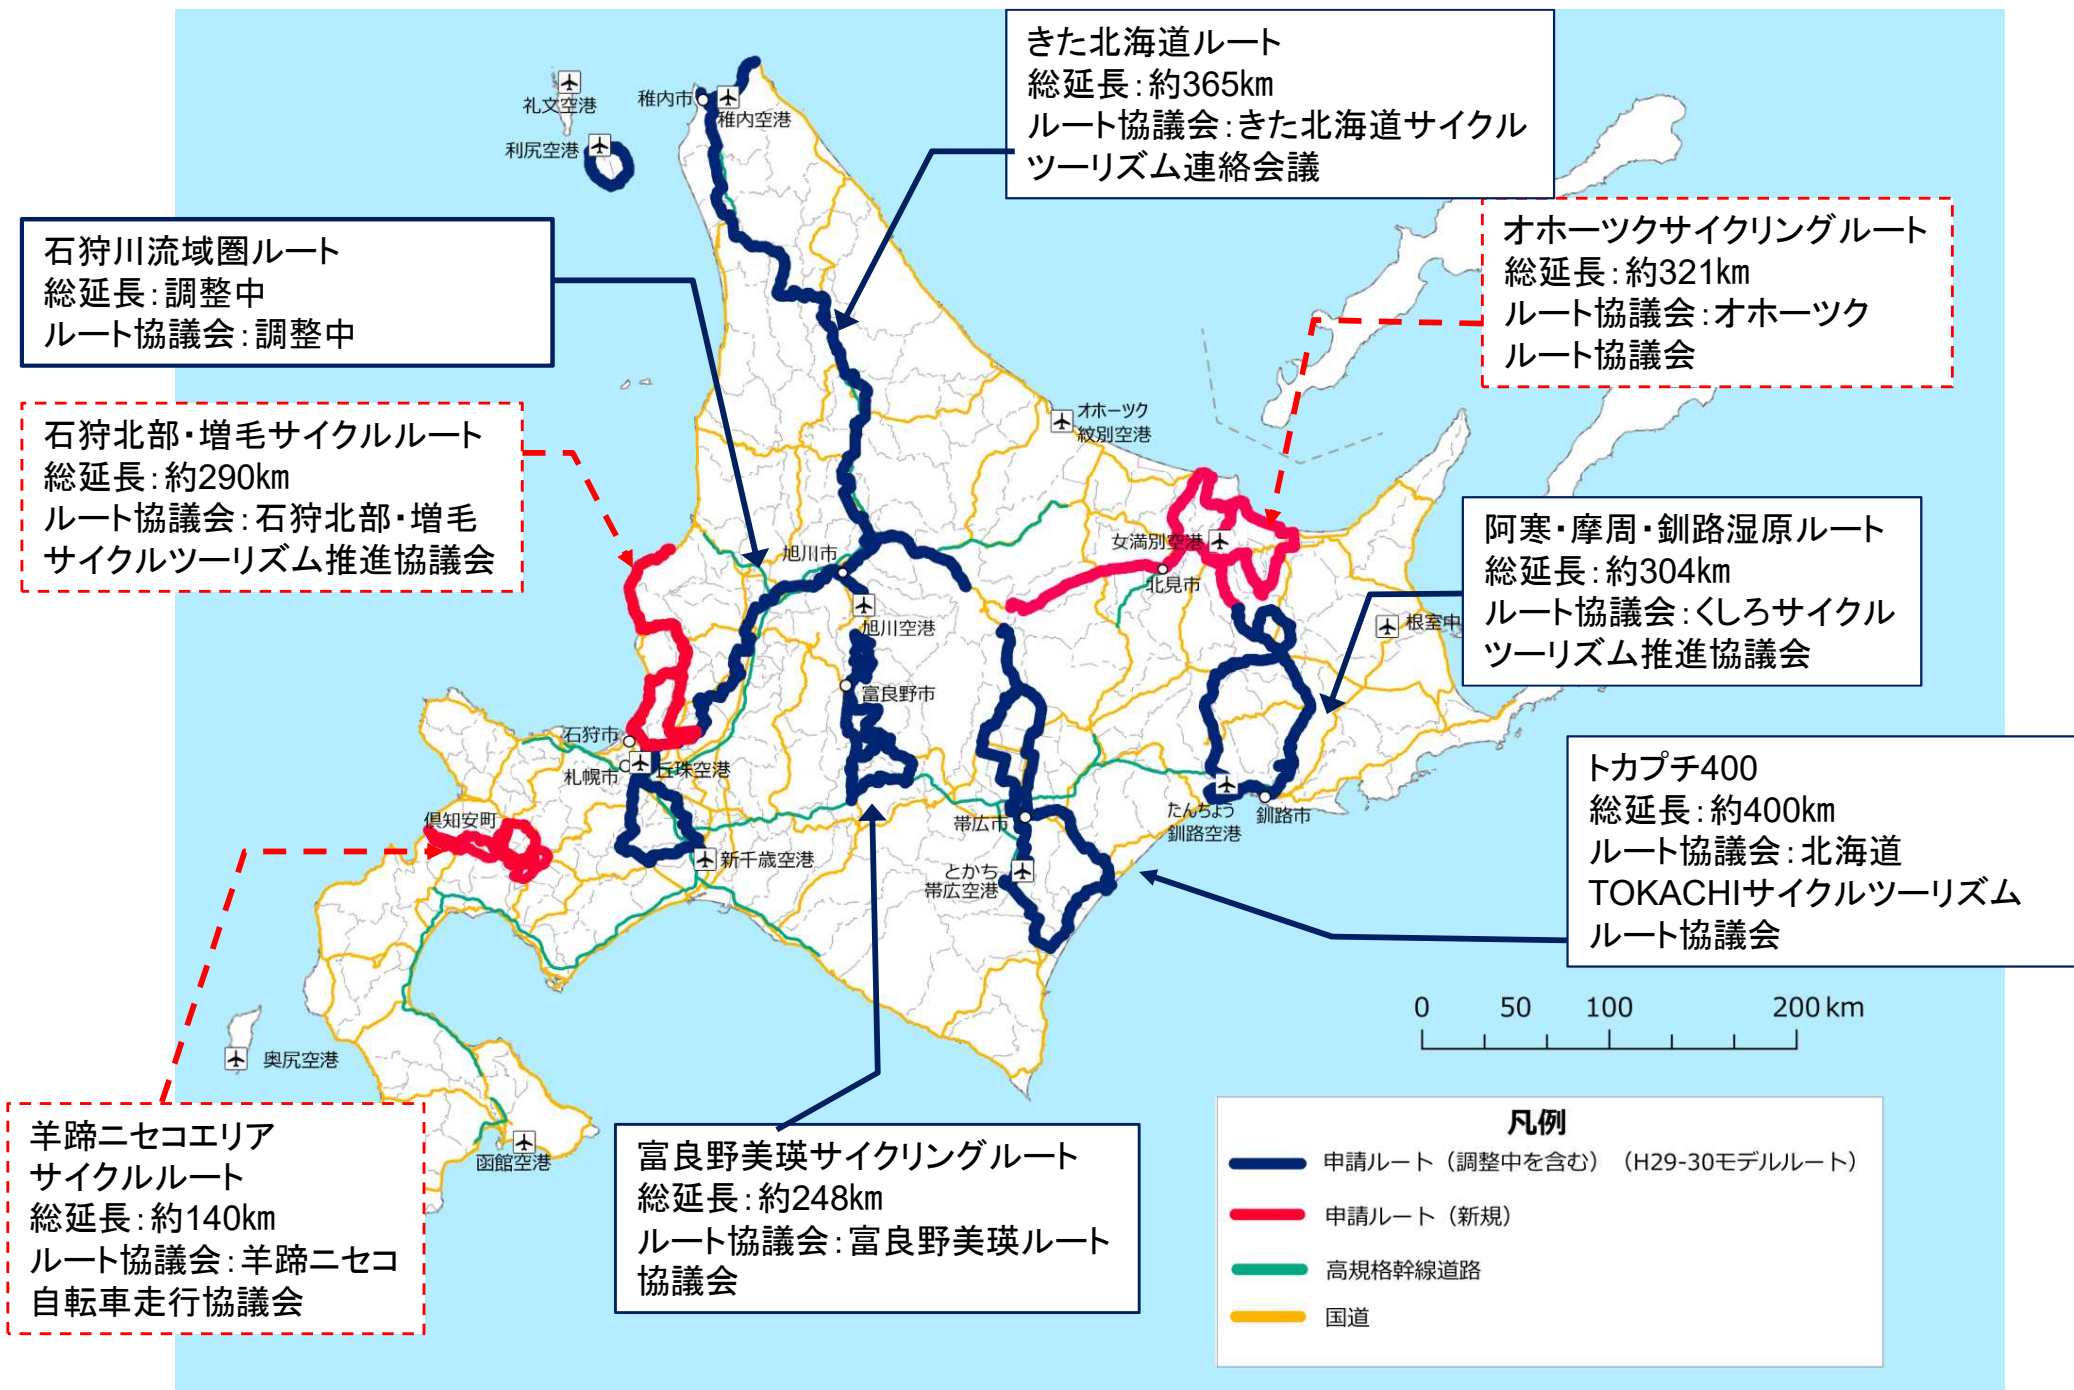 きた北海道ルート
総延長：約365㎞
ルート協議会：きた北海道サイクル
ツーリズム連絡会議
オホーツクサイクリングルート
総延長：約321㎞
ルート協議会：オホーツク
ルート協議会
石狩川流域圏ルート
総延長：調整中
ルート協議会：調整中
石狩北部・増毛サイクルルート
総延長：約290㎞
ルート協議会：石狩北部・増毛
サイクルツーリズム推進協議会
阿寒・摩周・釧路湿原ルート
総延長：約304㎞
ルート協議会：くしろサイクル
ツーリズム推進協議会
トカプチ400
総延長：約400㎞
ルート協議会：北海道
TOKACHIサイクルツーリズム
ルート協議会
羊蹄ニセコエリア
サイクルルート
総延長：約140㎞
ルート協議会：羊蹄ニセコ
自転車走行協議会
富良野美瑛サイクリングルート
総延長：約248㎞
ルート協議会：富良野美瑛ルート
協議会
礼文空港
稚内市
稚内空港
利尻空港
オホーツク
紋別空港
旭川市
女満別空港
北見市
旭川空港
根室中
富良野市
石狩市
札幌市
丘珠空港
倶知安町
新千歳空港
帯広市
とかち
帯広空港
たんちょう
釧路空港
釧路市
奥尻空港
函館空港
0 50 100 200 km
凡例
申請ルート（調整中を含む）（H29-30モデルルート）
申請ルート（新規）
高規格幹線道路
国道